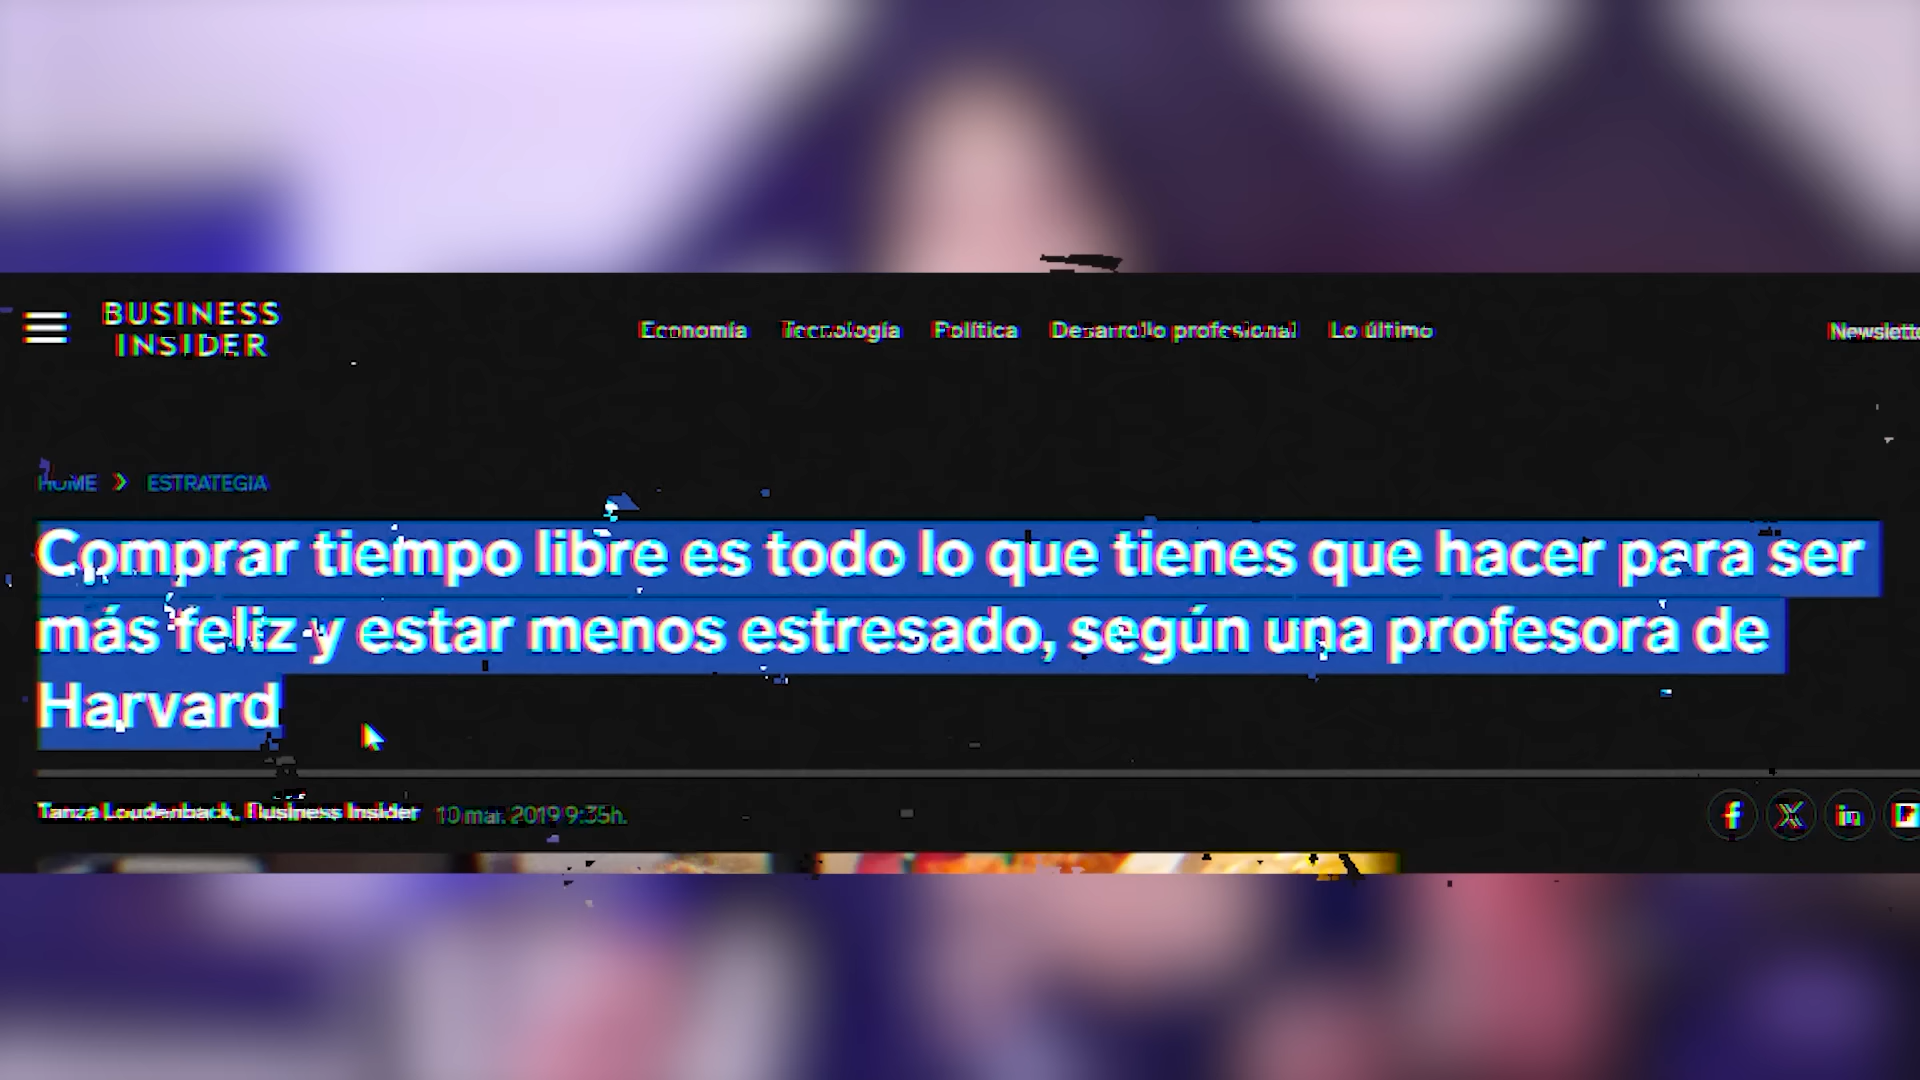 BUSINESS
INSIDER
Economía Tecnología Política Desarrollo profesional Lo último
HOME > ESTRATEGIA
Comprar tiempo libre es todo lo que tienes que hacer para ser
más feliz y estar menos estresado, según una profesora de
Harvard
Tanza Loudenback, Business Insider 10 mar. 2019 9:35h.